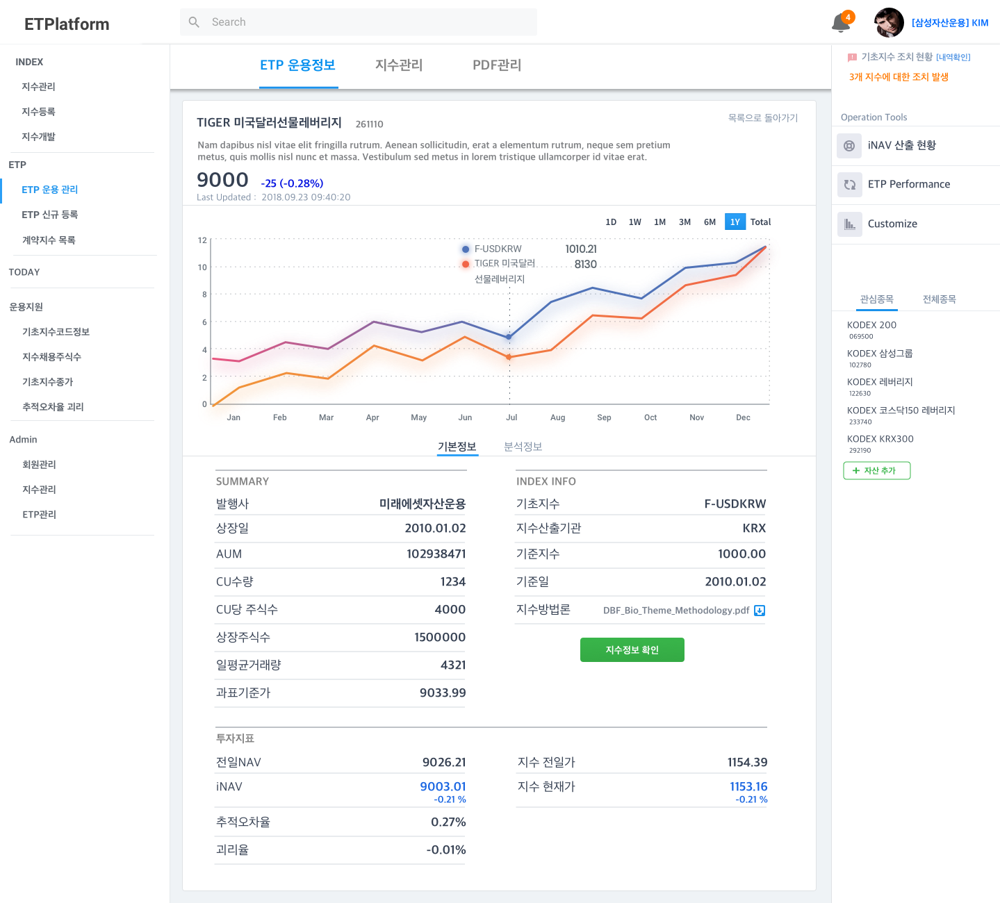 ETPlatform
Search
4
[삼성자산운용] KIM
INDEX
지수관리
지수등록
지수개발
ETP
ETP 운용 관리
ETP 신규 등록
계약지수 목록
TODAY
운용지원
기초지수코드정보
지수채용주식수
기초지수종가
추적오차율 괴리
Admin
회원관리
지수관리
ETP관리
ETP 운용정보 지수관리 PDF관리
TIGER 미국달러선물레버리지 261110
목록으로 돌아가기
Nam dapibus nisl vitae elit fringilla rutrum. Aenean sollicitudin, erat a elementum rutrum, neque sem pretium
metus, quis mollis nisl nunc et massa. Vestibulum sed metus in lorem tristique ullamcorper id vitae erat.
9000 -25 (-0.28%)
Last Updated : 2018.09.23 09:40:20
1D 1W 1M 3M 6M 1Y Total
F-USDKRW 1010.21
TIGER 미국달러 8130
선물레버리지
12
10
8
6
4
2
0
Jan Feb Mar Apr May Jun Jul Aug Sep Oct Nov Dec
기본정보 분석정보
SUMMARY
발행사 미래에셋자산운용
상장일 2010.01.02
AUM 102938471
CU수량 1234
CU당 주식수 4000
상장주식수 1500000
일평균거래량 4321
과표기준가 9033.99
INDEX INFO
기초지수 F-USDKRW
지수산출기관 KRX
기준지수 1000.00
기준일 2010.01.02
지수방법론 DBF_Bio_Theme_Methodology.pdf
지수정보 확인
투자지표
전일NAV 9026.21
iNAV 9003.01
-0.21 %
추적오차율 0.27%
괴리율 -0.01%
지수 전일가 1154.39
지수 현재가 1153.16
-0.21 %
기초지수 조치 현황 [내역확인]
3개 지수에 대한 조치 발생
Operation Tools
iNAV 산출 현황
ETP Performance
Customize
관심종목 전체종목
KODEX 200
069500
KODEX 삼성그룹
102780
KODEX 레버리지
122630
KODEX 코스닥150 레버리지
233740
KODEX KRX300
292190
+ 자산 추가